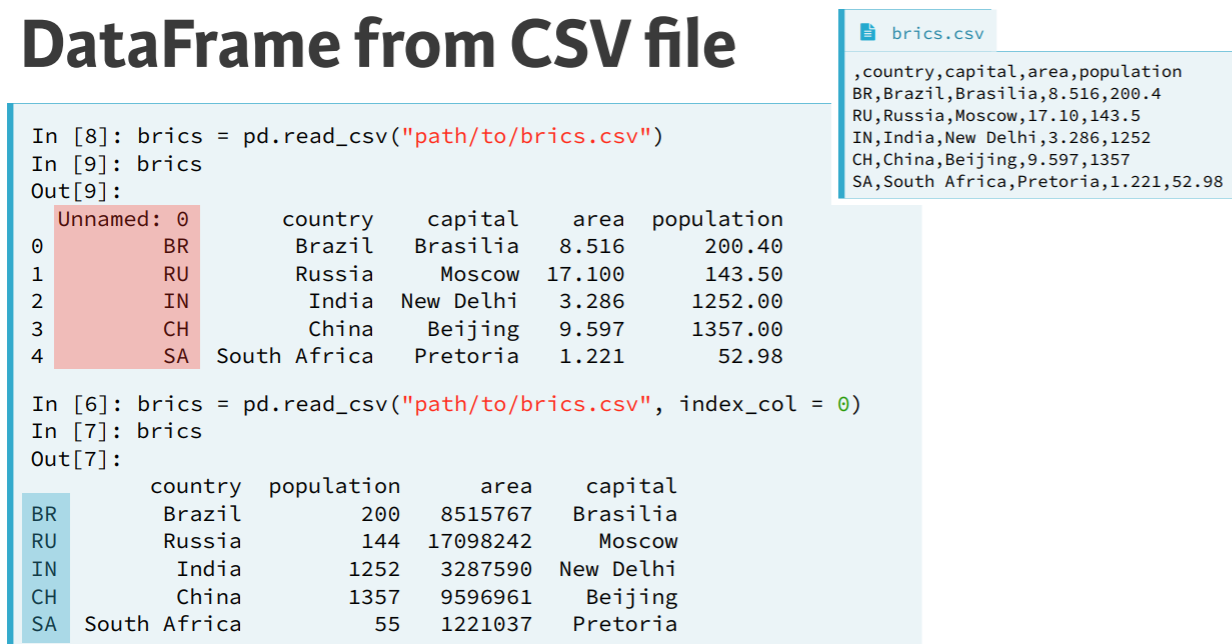 DataFrame from CSV file
brics.csv
,country,capital,area,population
BR,Brazil,Brasilia,8.516,200.4
RU,Russia,Moscow,17.10,143.5
IN,India,New Delhi,3.286,1252
CH,China,Beijing,9.597,1357
SA,South Africa,Pretoria,1.221,52.98
In [8]: brics = pd.read_csv("path/to/brics.csv")
In [9]: brics
Out[9]:
  Unnamed: 0       country    capital    area  population
0         BR        Brazil   Brasilia   8.516      200.40
1         RU        Russia     Moscow  17.100      143.50
2         IN         India  New Delhi   3.286     1252.00
3         CH         China    Beijing   9.597     1357.00
4         SA  South Africa   Pretoria   1.221       52.98
In [6]: brics = pd.read_csv("path/to/brics.csv", index_col = 0)
In [7]: brics
Out[7]:
         country  population      area    capital
BR        Brazil         200   8515767   Brasilia
RU        Russia         144  17098242     Moscow
IN         India        1252   3287590  New Delhi
CH         China        1357   9596961    Beijing
SA  South Africa          55   1221037   Pretoria